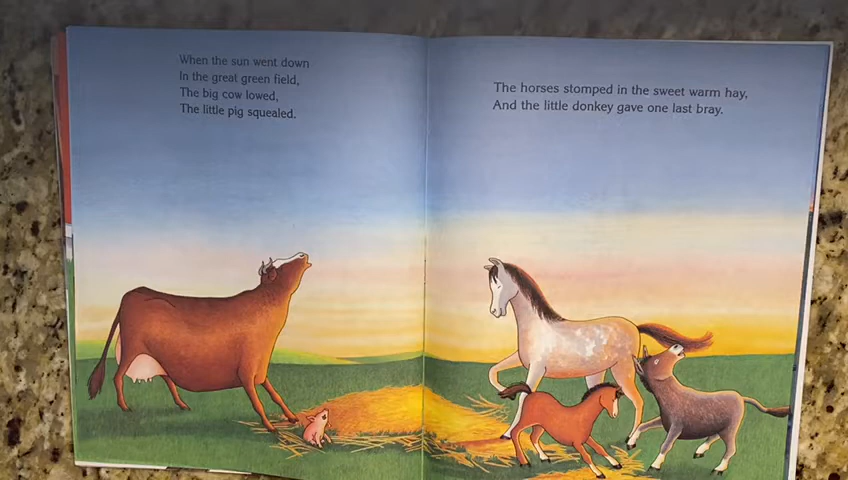 When the sun went down
In the great green field,
The big cow lowed,
The little pig squealed.
The horses stomped in the sweet warm hay,
And the little donkey gave one last bray.